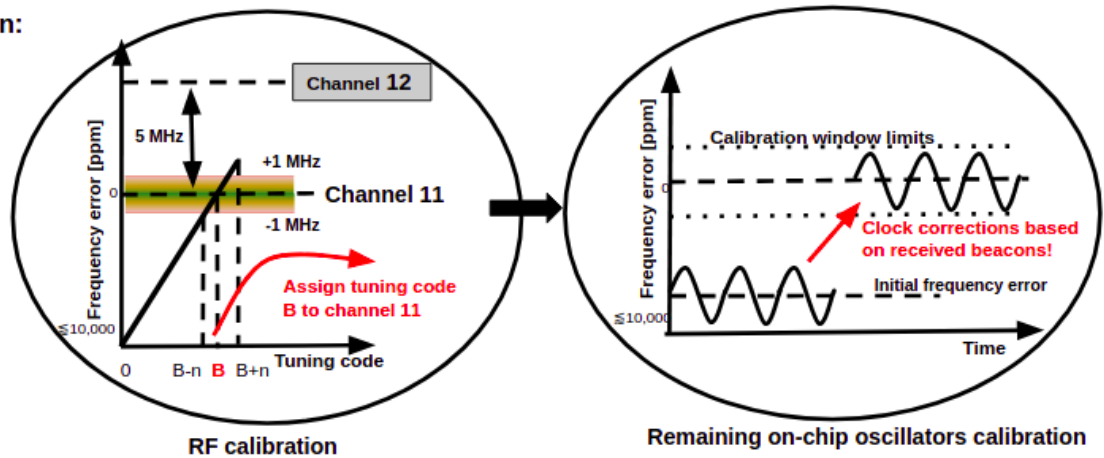 n:
Channel 12
5 MHz
+1 MHz
0
Channel 11
-1 MHz
Frequency error [ppm]
Assign tuning code
B to channel 11
≲10,000
Tuning code
0 B-n B B+n
RF calibration
Calibration window limits
Frequency error [ppm]
0
Clock corrections based
on received beacons!
Initial frequency error
≲10,000
Time
Remaining on-chip oscillators calibration